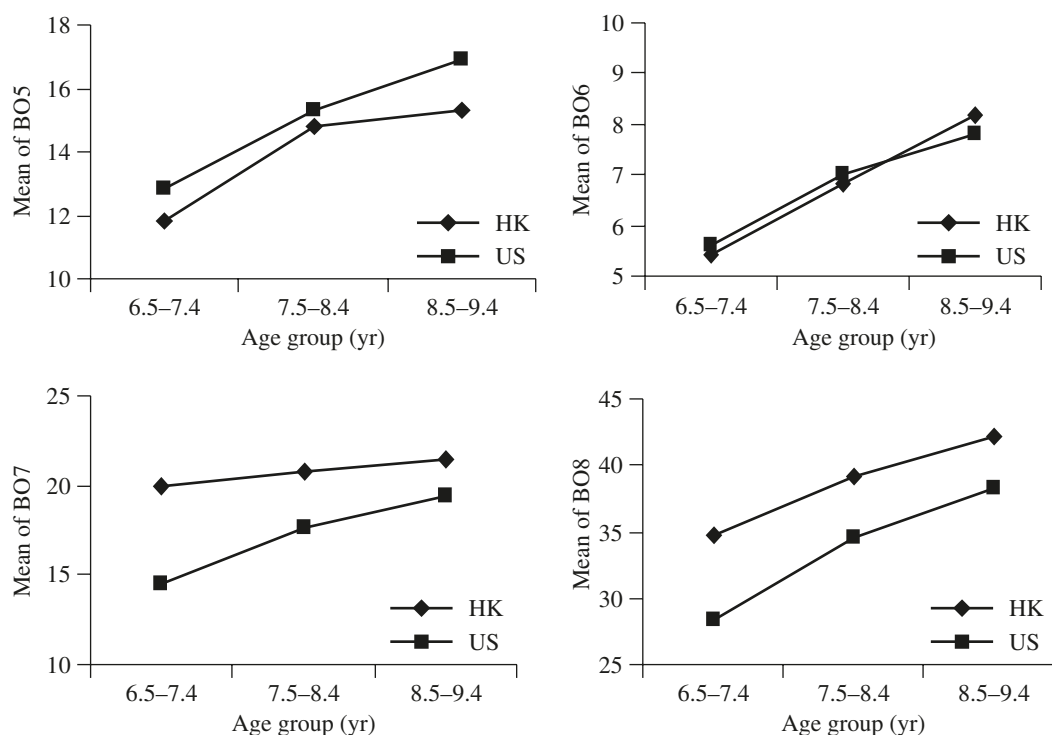 Mean of BO5
18
16
14
12
10
HK
US
6.5–7.4 7.5–8.4 8.5–9.4
Age group (yr)
Mean of BO6
10
9
8
7
6
5
HK
US
6.5–7.4 7.5–8.4 8.5–9.4
Age group (yr)
Mean of BO7
25
20
15
10
HK
US
6.5–7.4 7.5–8.4 8.5–9.4
Age group (yr)
Mean of BO8
45
40
35
30
25
HK
US
6.5–7.4 7.5–8.4 8.5–9.4
Age group (yr)